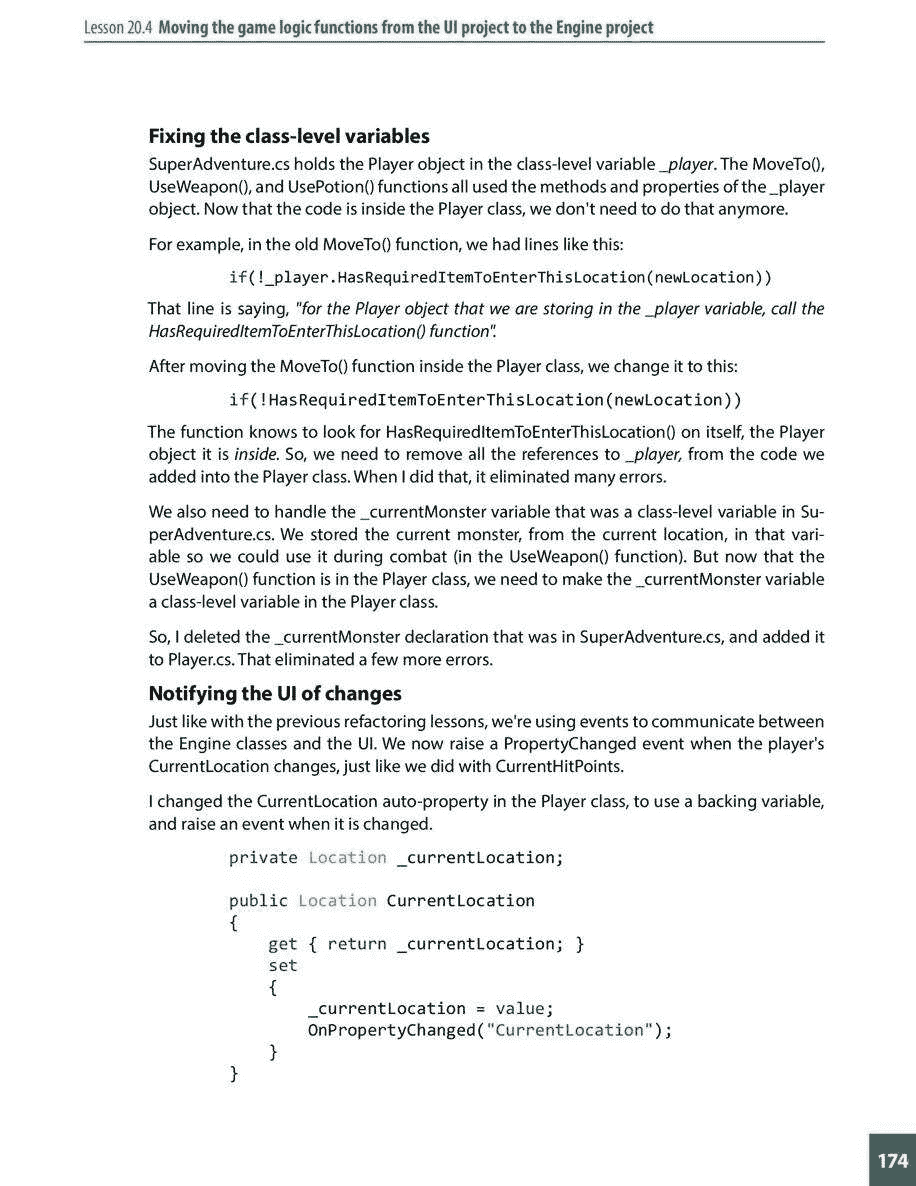 Lesson 20.4 Moving the game logic functions from the UI project to the Engine project
Fixing the class-level variables
SuperAdventure.cs holds the Player object in the class-level variable _player. The MoveTo(),
UseWeapon(), and UsePotion() functions all used the methods and properties of the _player
object. Now that the code is inside the Player class, we don't need to do that anymore.
For example, in the old MoveTo() function, we had lines like this:
if(!_player.HasRequiredItemToEnterThisLocation(newLocation))
That line is saying, "for the Player object that we are storing in the _player variable, call the
HasRequiredItemToEnterThisLocation() function".
After moving the MoveTo() function inside the Player class, we change it to this:
if(!HasRequiredItemToEnterThisLocation(newLocation))
The function knows to look for HasRequiredItemToEnterThisLocation() on itself, the Player
object it is inside. So, we need to remove all the references to _player, from the code we
added into the Player class. When I did that, it eliminated many errors.
We also need to handle the _currentMonster variable that was a class-level variable in Su-
perAdventure.cs. We stored the current monster, from the current location, in that vari-
able so we could use it during combat (in the UseWeapon() function). But now that the
UseWeapon() function is in the Player class, we need to make the _currentMonster variable
a class-level variable in the Player class.
So, I deleted the _currentMonster declaration that was in SuperAdventure.cs, and added it
to Player.cs. That eliminated a few more errors.
Notifying the UI of changes
Just like with the previous refactoring lessons, we're using events to communicate between
the Engine classes and the UI. We now raise a PropertyChanged event when the player's
CurrentLocation changes, just like we did with CurrentHitPoints.
I changed the CurrentLocation auto-property in the Player class, to use a backing variable,
and raise an event when it is changed.
private Location _currentLocation;
public Location CurrentLocation
{
get { return _currentLocation; }
set
{
_currentLocation = value;
OnPropertyChanged("CurrentLocation");
}
}
174